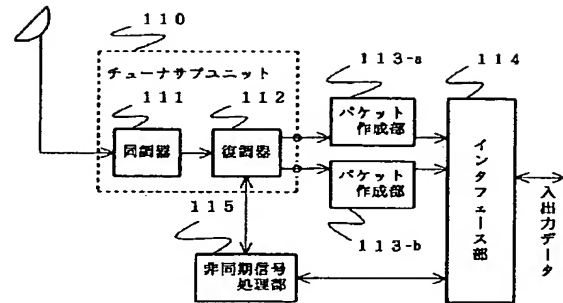 110
チューナサブユニット
111
112
113-a
114
同調器
復調器
パケット
作成部
パケット
作成部
インタフェース部
入出力データ
115
113-b
非同期信号
処理部